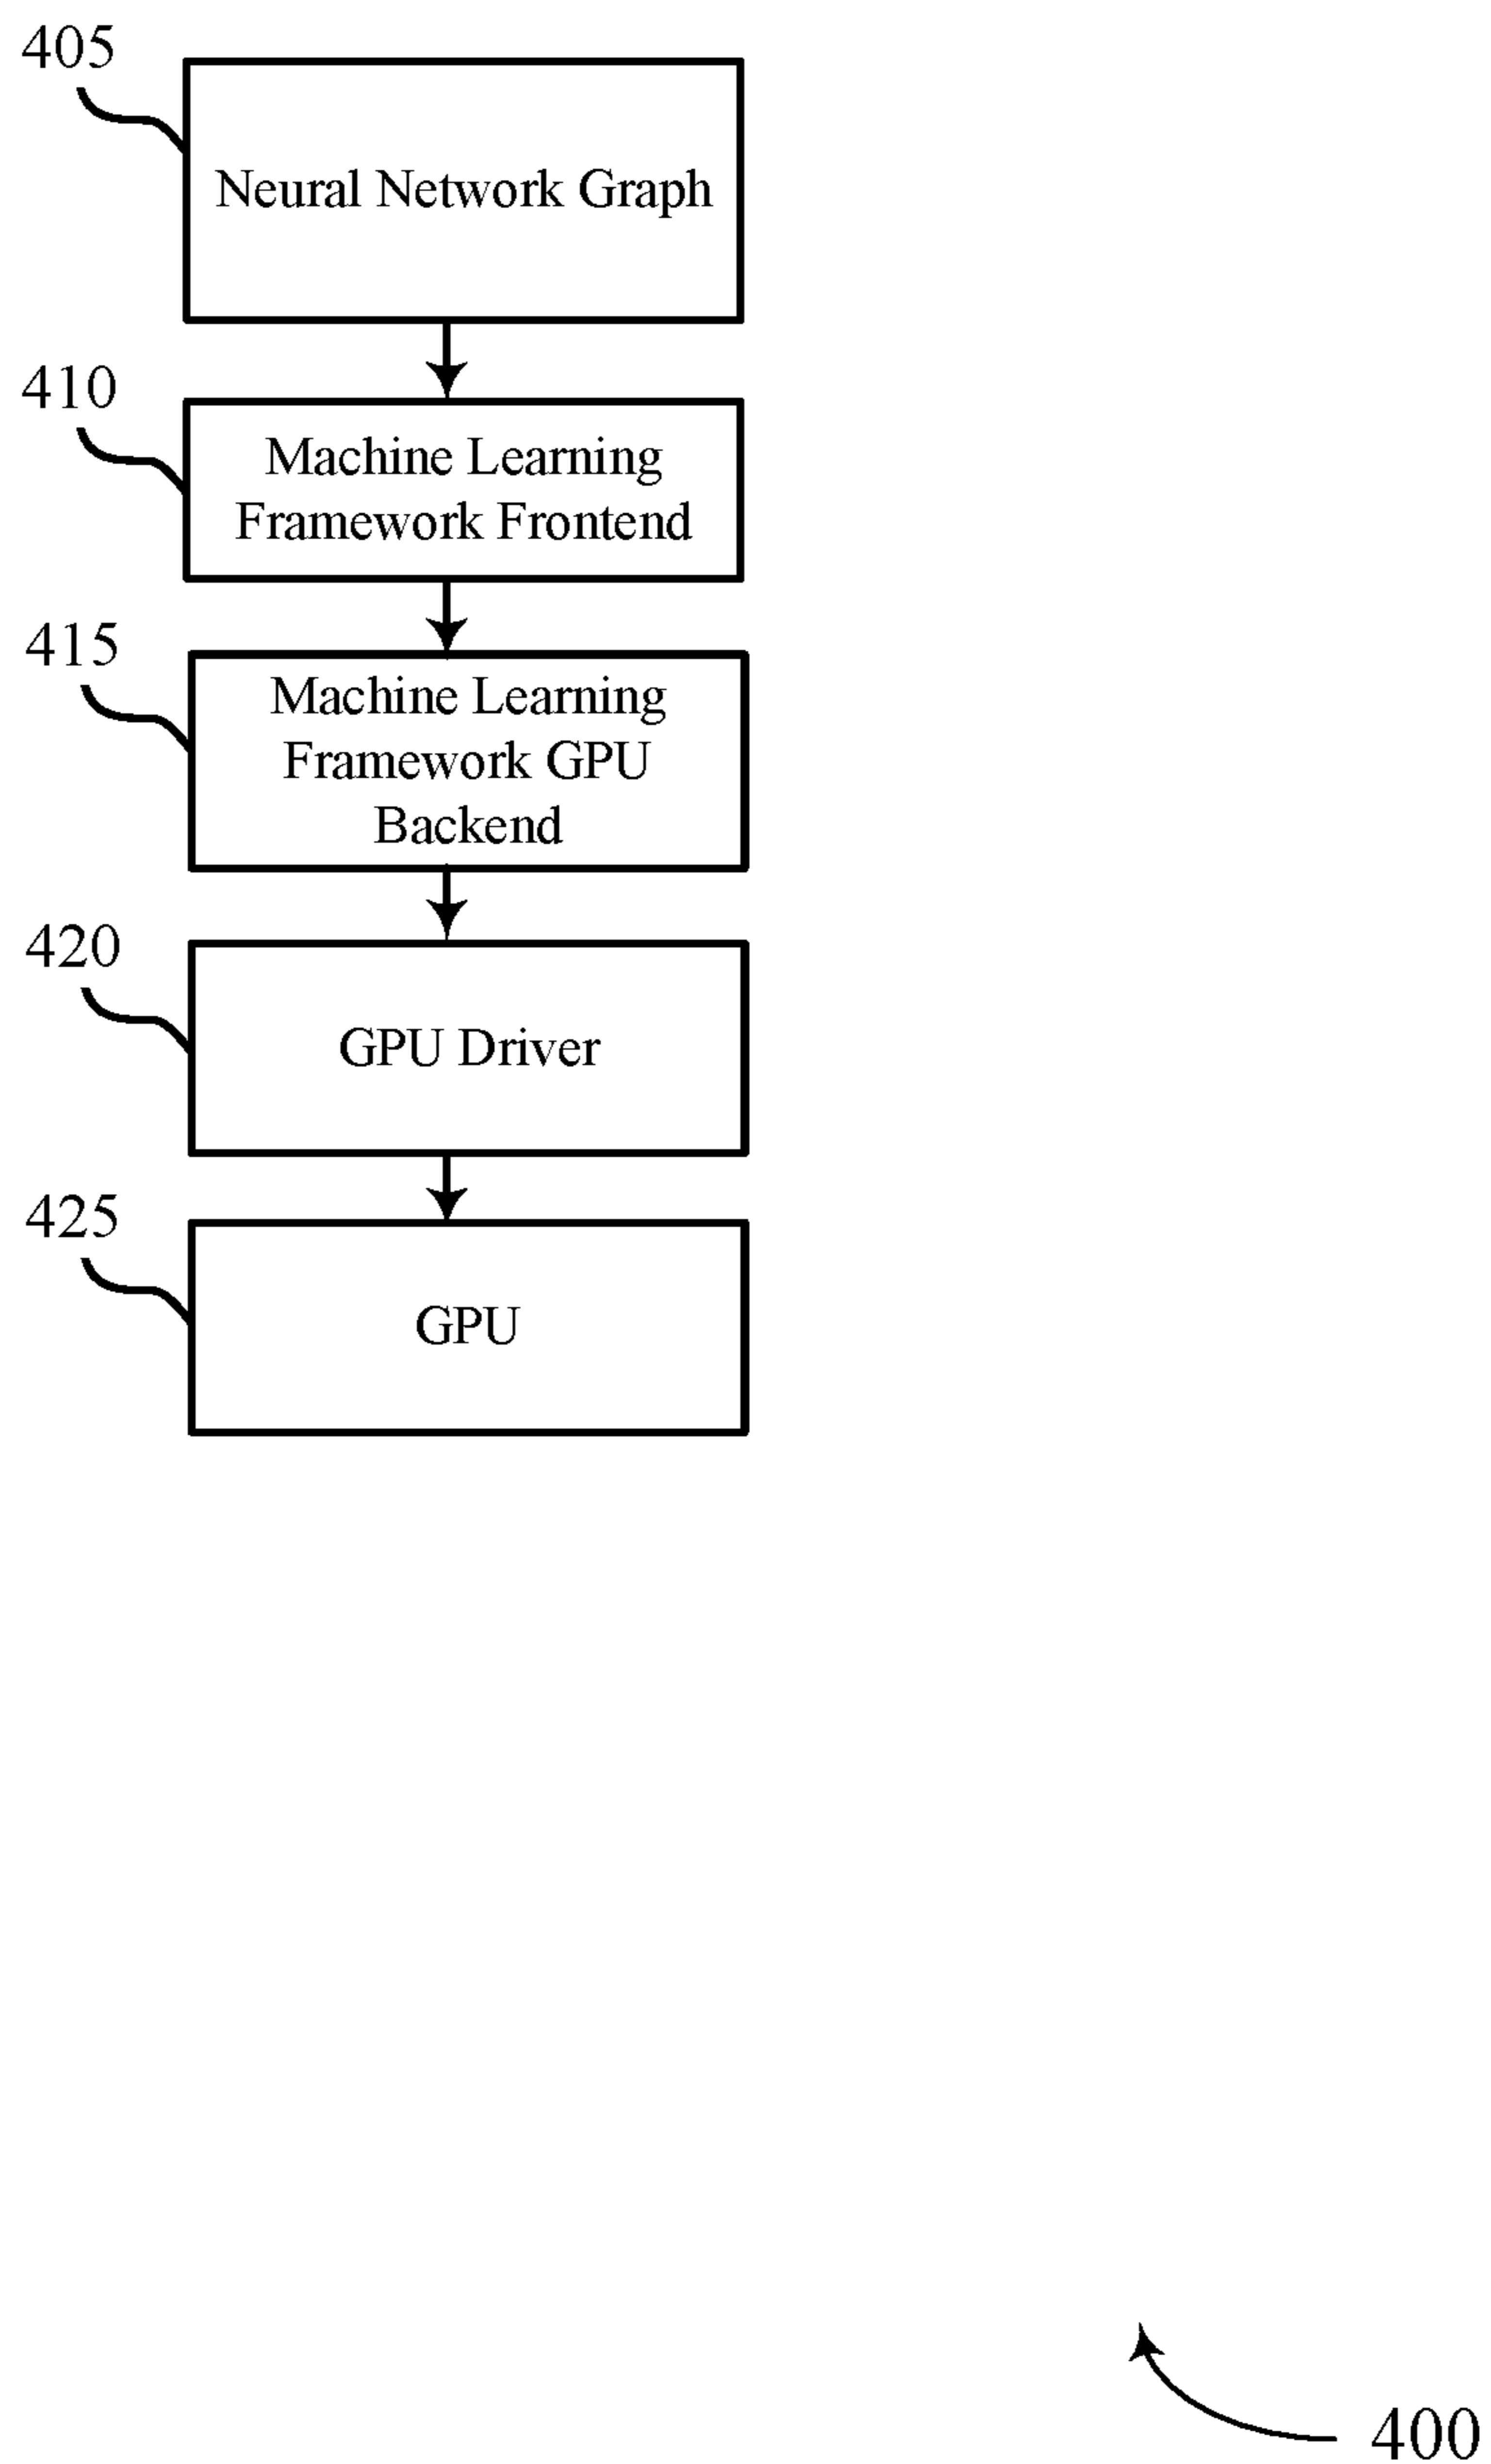 405
Neural Network Graph
410
Machine Learning
Framework Frontend
415
Machine Learning
Framework GPU
Backend
420
GPU Driver
425
GPU
400